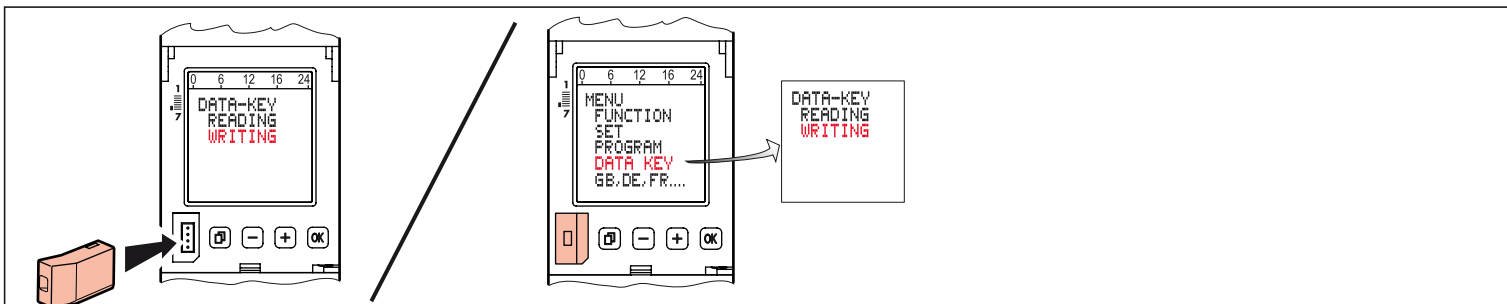 0 6 12 16 24
1
7
DATA-KEY
READING
WRITING
OK
0 6 12 16 24
1
7
MENU
FUNCTION
SET
PROGRAM
DATA KEY
GB,DE,FR....
OK
DATA-KEY
READING
WRITING